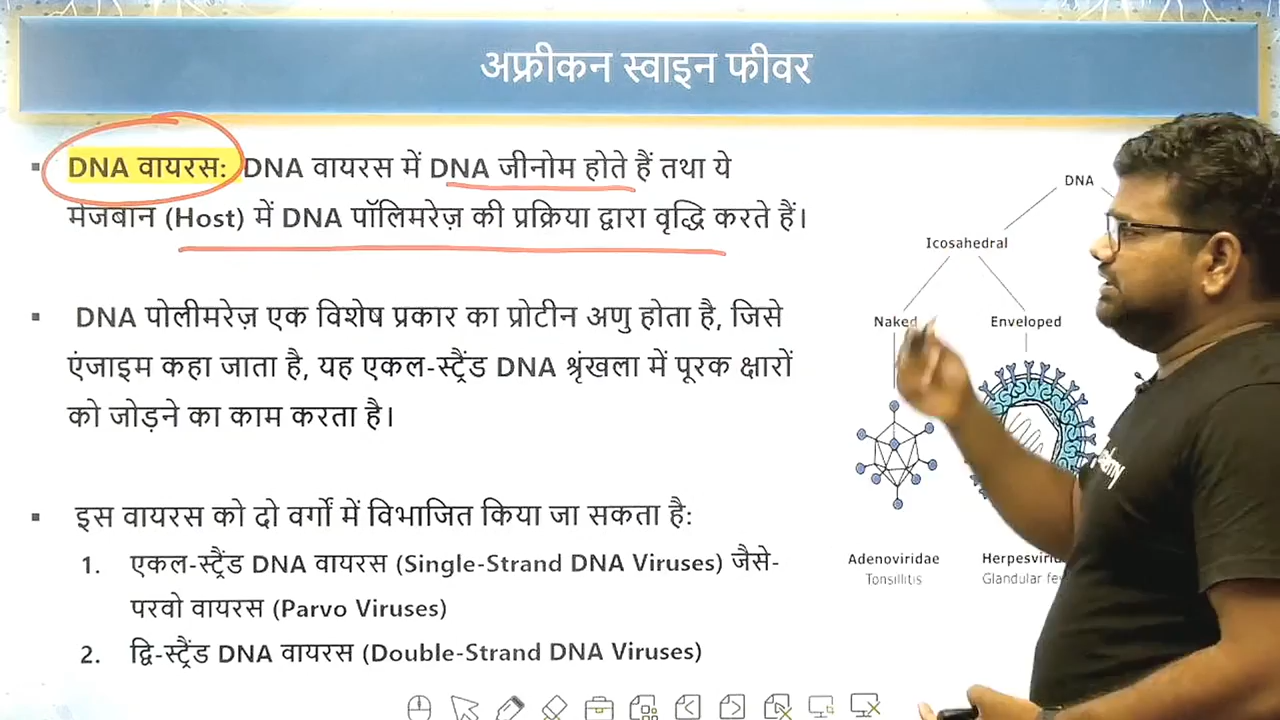 अफ्रीकन स्वाइन फीवर
▪ DNA वायरस: DNA वायरस में DNA जीनोम होते हैं तथा ये
मेजबान (Host) में DNA पॉलिमरेज़ की प्रक्रिया द्वारा वृद्धि करते हैं।
▪ DNA पोलीमरेज़ एक विशेष प्रकार का प्रोटीन अणु होता है, जिसे
एंजाइम कहा जाता है, यह एकल-स्ट्रैंड DNA श्रृंखला में पूरक क्षारों
को जोड़ने का काम करता है।
▪ इस वायरस को दो वर्गों में विभाजित किया जा सकता है:
1. एकल-स्ट्रैंड DNA वायरस (Single-Strand DNA Viruses) जैसे-
परवो वायरस (Parvo Viruses)
2. द्वि-स्ट्रैंड DNA वायरस (Double-Strand DNA Viruses)
DNA
Icosahedral
Naked Enveloped
Adenoviridae
Tonsillitis
Glandular